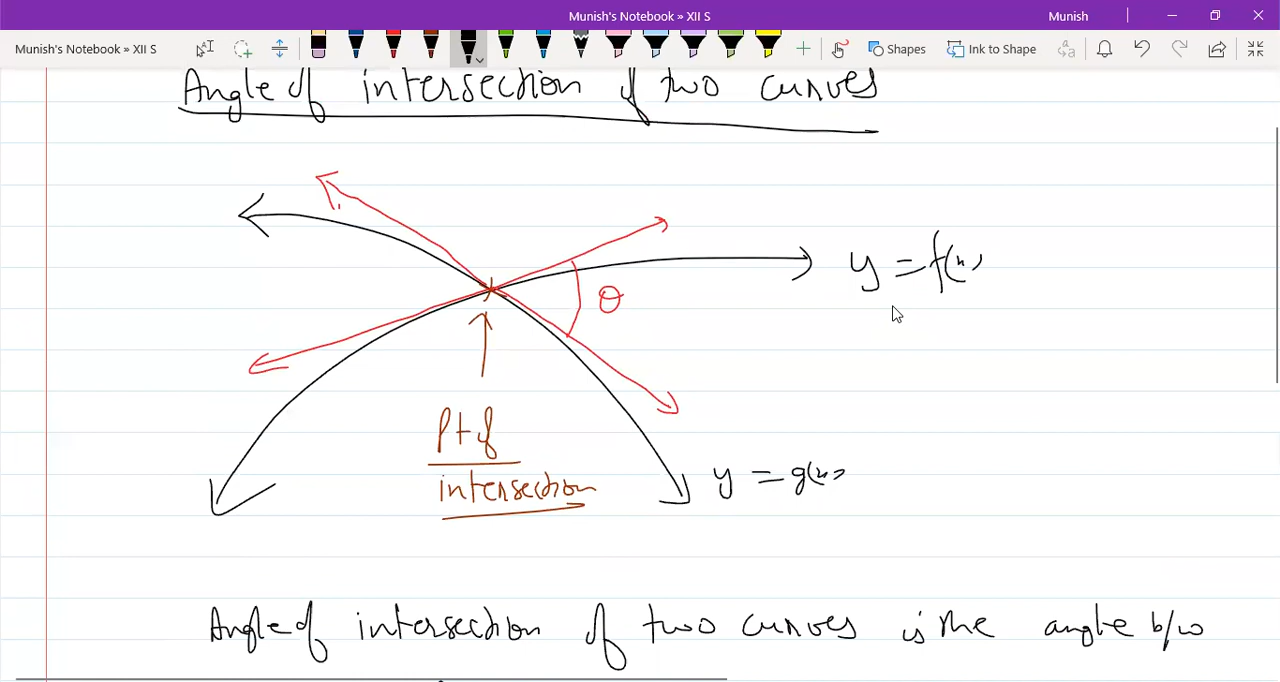 Munish's Notebook » XII S
Munish
Munish's Notebook » XII S
Shapes
Ink to Shape
Angle of intersection of two curves
y = f(x)
θ
Pt of
intersection
y = g(x)
Angle of intersection of two curves is the angle b/w